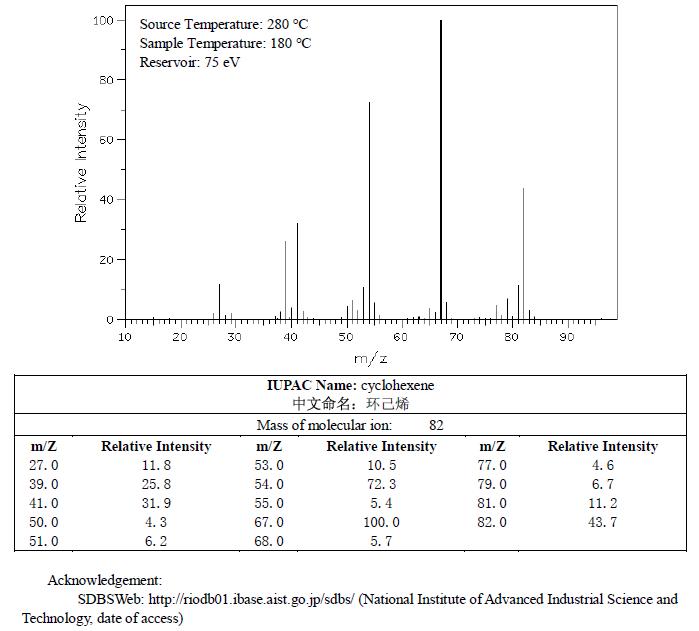 Source Temperature: 280 °C
Sample Temperature: 180 °C
Reservoir: 75 eV
100
80
60
40
20
0
Relative Intensity
10 20 30 40 50 60 70 80 90
m/z
IUPAC Name: cyclohexene
中文命名：环己烯
Mass of molecular ion: 82
m/Z Relative Intensity m/Z Relative Intensity m/Z Relative Intensity
27.0 11.8 53.0 10.5 77.0 4.6
39.0 25.8 54.0 72.3 79.0 6.7
41.0 31.9 55.0 5.4 81.0 11.2
50.0 4.3 67.0 100.0 82.0 43.7
51.0 6.2 68.0 5.7
Acknowledgement:
SDBSWeb: http://riodb01.ibase.aist.go.jp/sdbs/ (National Institute of Advanced Industrial Science and
Technology, date of access)